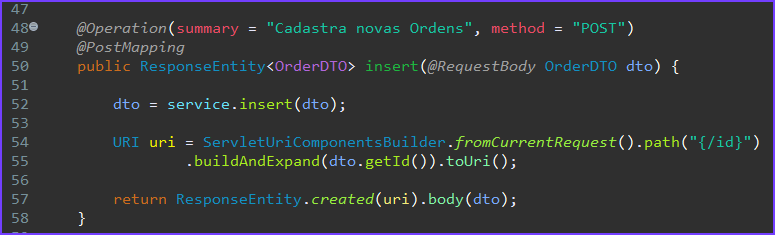 47
48 @Operation(summary = "Cadastra novas Ordens", method = "POST")
49 @PostMapping
50 public ResponseEntity<OrderDTO> insert(@RequestBody OrderDTO dto) {
51
52 dto = service.insert(dto);
53
54 URI uri = ServletUriComponentsBuilder.fromCurrentRequest().path("{/id}")
55 .buildAndExpand(dto.getId()).toUri();
56
57 return ResponseEntity.created(uri).body(dto);
58 }